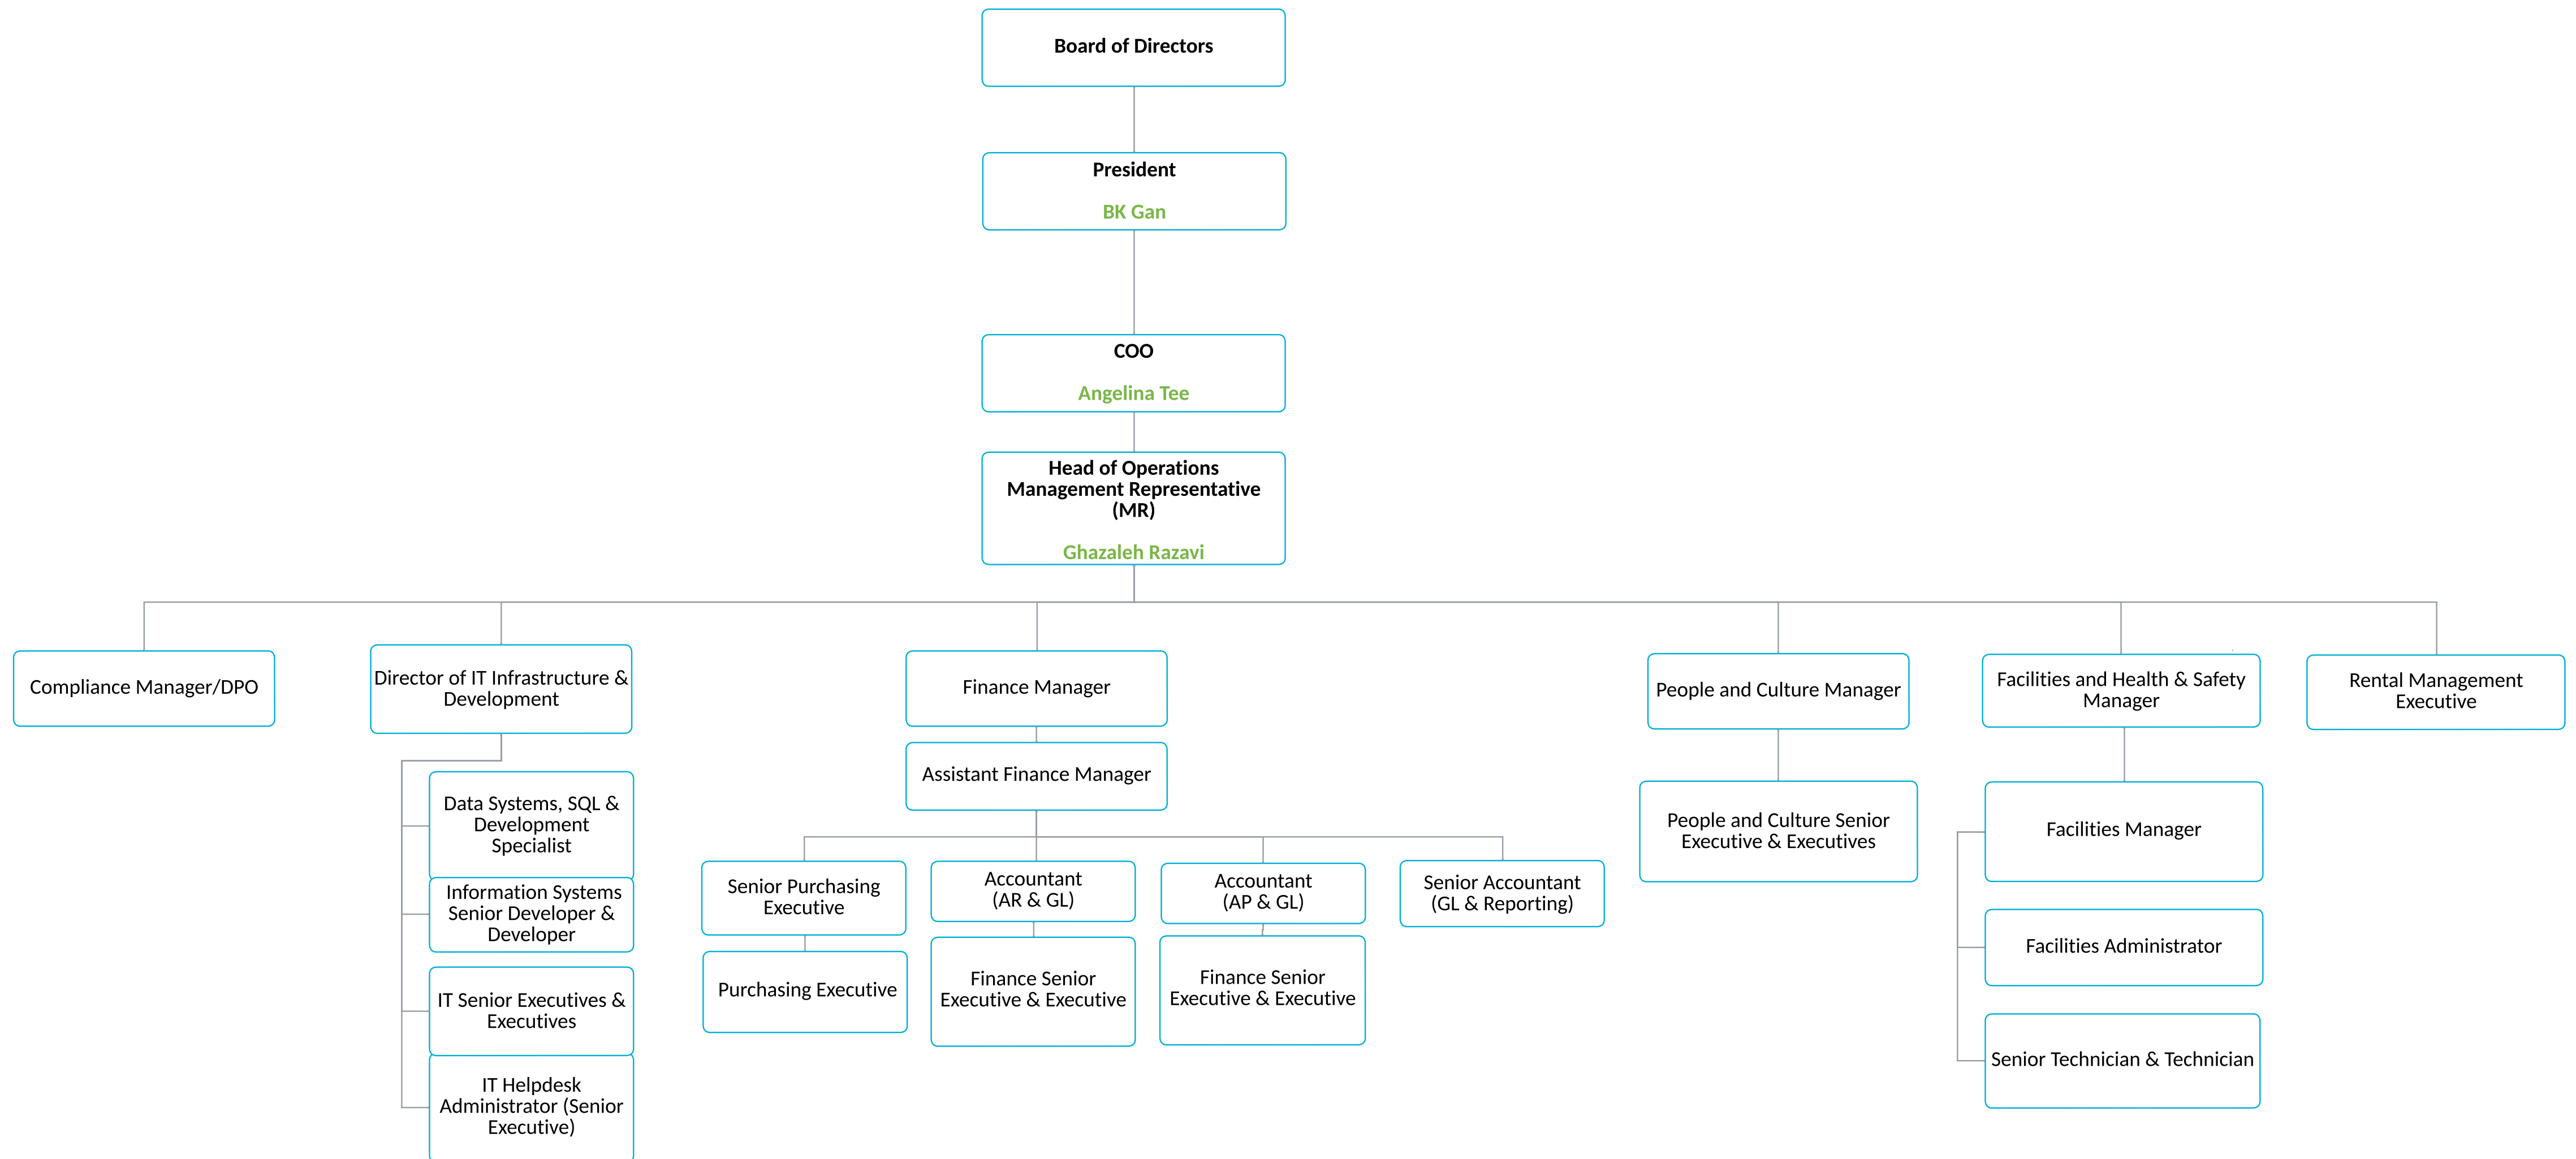 Board of Directors
President
BK Gan
COO
Angelina Tee
Head of Operations
Management Representative
(MR)
Ghazaleh Razavi
Compliance Manager/DPO
Director of IT Infrastructure &
Development
Finance Manager
People and Culture Manager
Facilities and Health & Safety
Manager
Rental Management
Executive
Data Systems, SQL &
Development
Specialist
Information Systems
Senior Developer &
Developer
IT Senior Executives &
Executives
IT Helpdesk
Administrator (Senior
Executive)
Assistant Finance Manager
Senior Purchasing
Executive
Purchasing Executive
Accountant
(AR & GL)
Finance Senior
Executive & Executive
Accountant
(AP & GL)
Finance Senior
Executive & Executive
Senior Accountant
(GL & Reporting)
People and Culture Senior
Executive & Executives
Facilities Manager
Facilities Administrator
Senior Technician & Technician